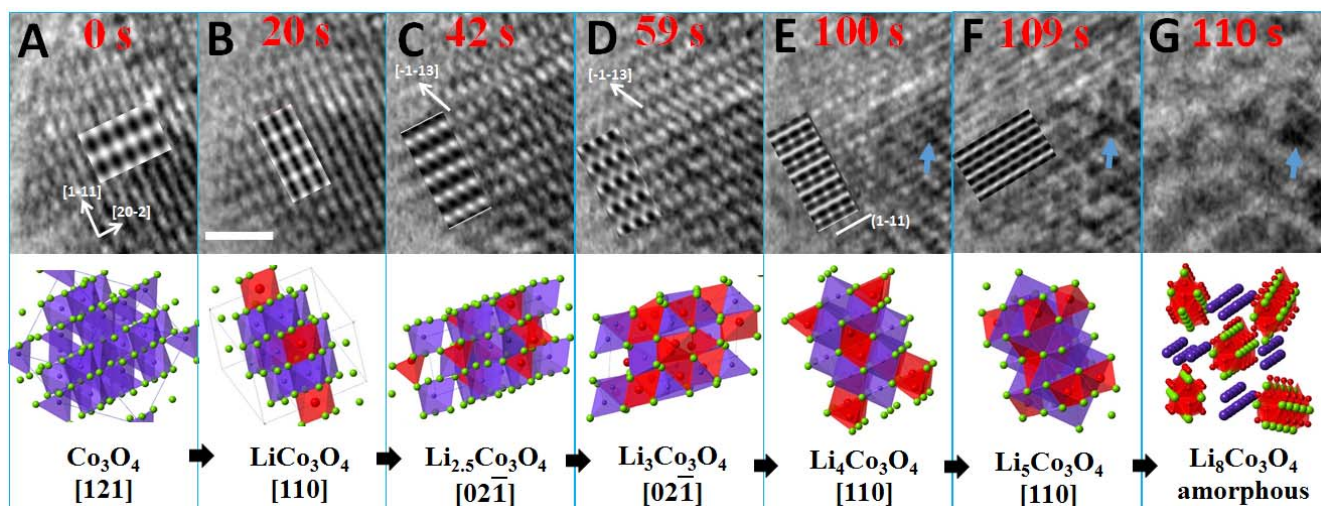 A 0 s
[1-11]
[20-2]
B 20 s
C 42 s
[-1-13]
D 59 s
[-1-13]
E 100 s
(1-11)
F 109 s
G 110 s
Co₃O₄
[121]
LiCo₃O₄
[110]
Li₂.₅Co₃O₄
[021̅]
Li₃Co₃O₄
[021̅]
Li₄Co₃O₄
[110]
Li₅Co₃O₄
[110]
Li₈Co₃O₄
amorphous